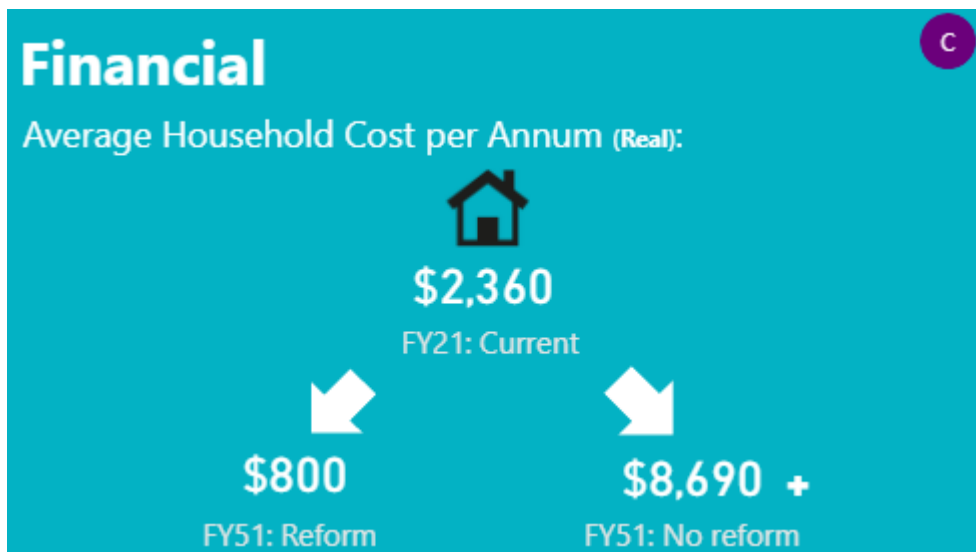 C
Financial
Average Household Cost per Annum (Real):
$2,360
FY21: Current
$800
$8,690 +
FY51: Reform
FY51: No reform